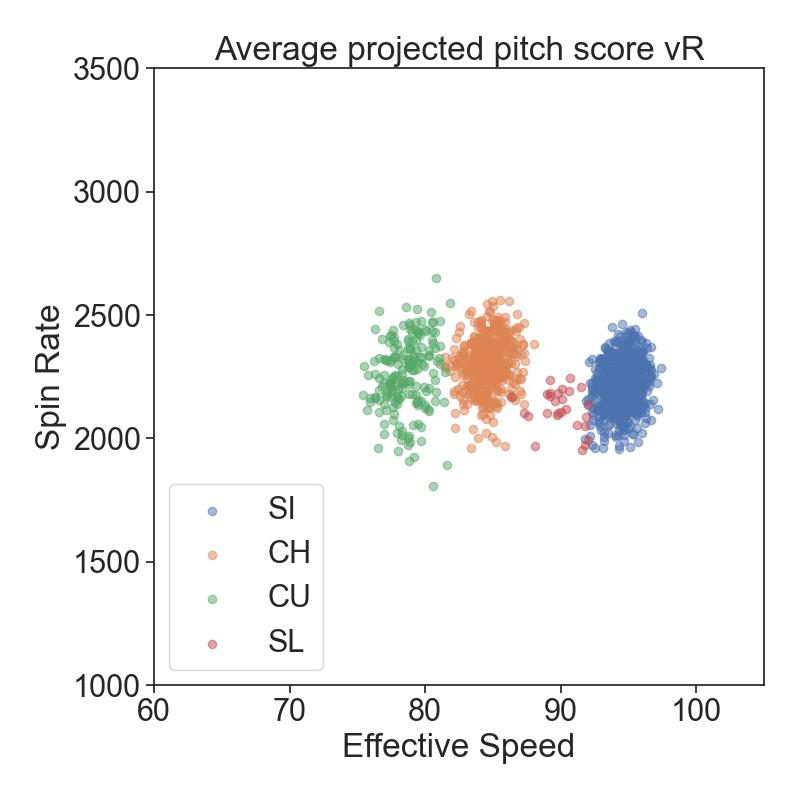 Average projected pitch score vR
3500
3000
2500
2000
1500
1000
Spin Rate
SI
CH
CU
SL
60 70 80 90 100
Effective Speed